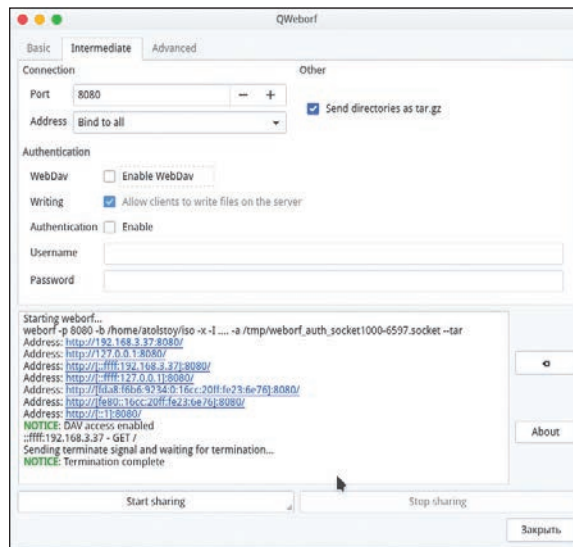 QWeborf
Basic Intermediate Advanced
Connection Other
Port 8080 − +
Send directories as tar.gz
Address Bind to all
Authentication
WebDav Enable WebDav
Writing Allow clients to write files on the server
Authentication Enable
Username
Password
Starting weborf...
weborf -p 8080 -b /home/atolstoy/iso -x -I .... -a /tmp/weborf_auth_socket1000-6597.socket --tar
Address: http://192.168.3.37:8080/
Address: http://127.0.0.1:8080/
Address: http://[::ffff:192.168.3.37]:8080/
Address: http://[::ffff:127.0.0.1]:8080/
Address: http://[fda8:f6b6:9234:0:16cc:20ff:fe23:6e76]:8080/
Address: http://[fe80::16cc:20ff:fe23:6e76]:8080/
Address: http://[::1]:8080/
NOTICE: DAV access enabled
::ffff:192.168.3.37 - GET /
Sending terminate signal and waiting for termination...
NOTICE: Termination complete
About
Start sharing Stop sharing
Закрыть